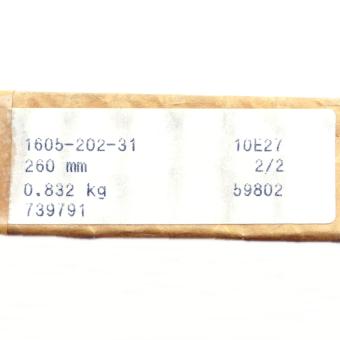 1605-202-31 10E27
260 mm 2/2
0.832 kg 59802
739791